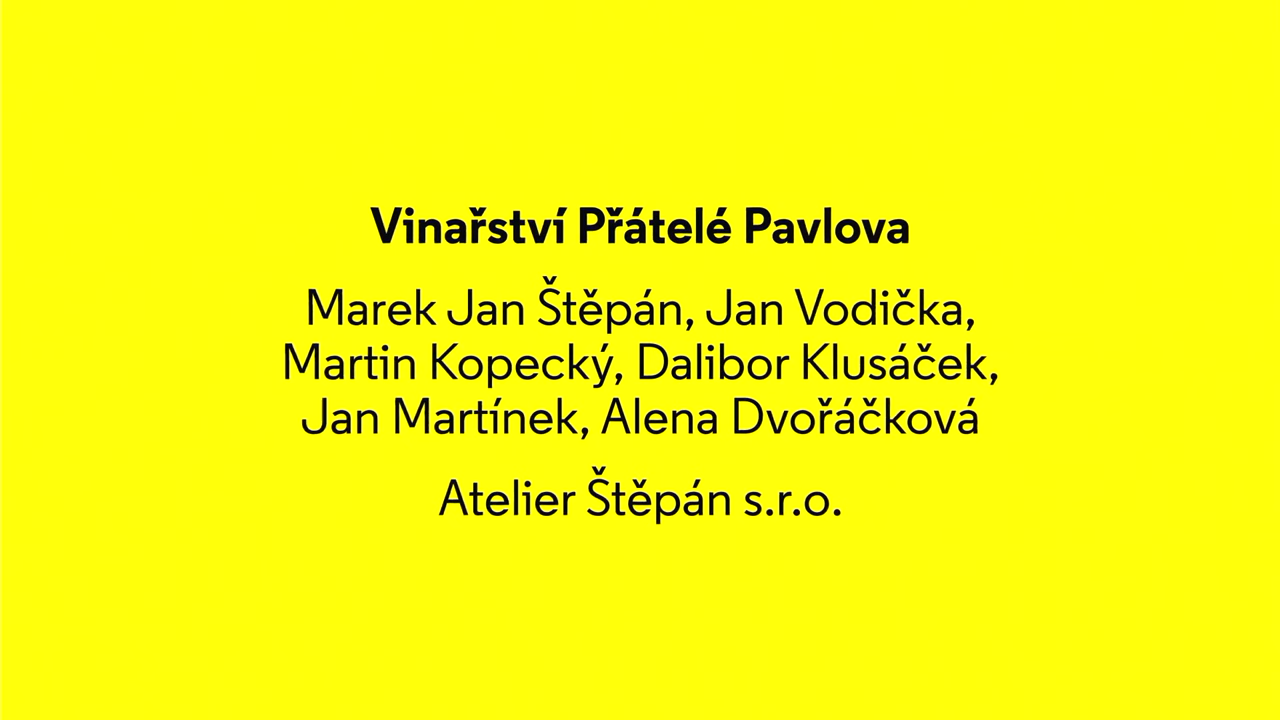 Vinařství Přátelé Pavlova
Marek Jan Štěpán, Jan Vodička,
Martin Kopecký, Dalibor Klusáček,
Jan Martínek, Alena Dvořáčková
Atelier Štěpán s.r.o.